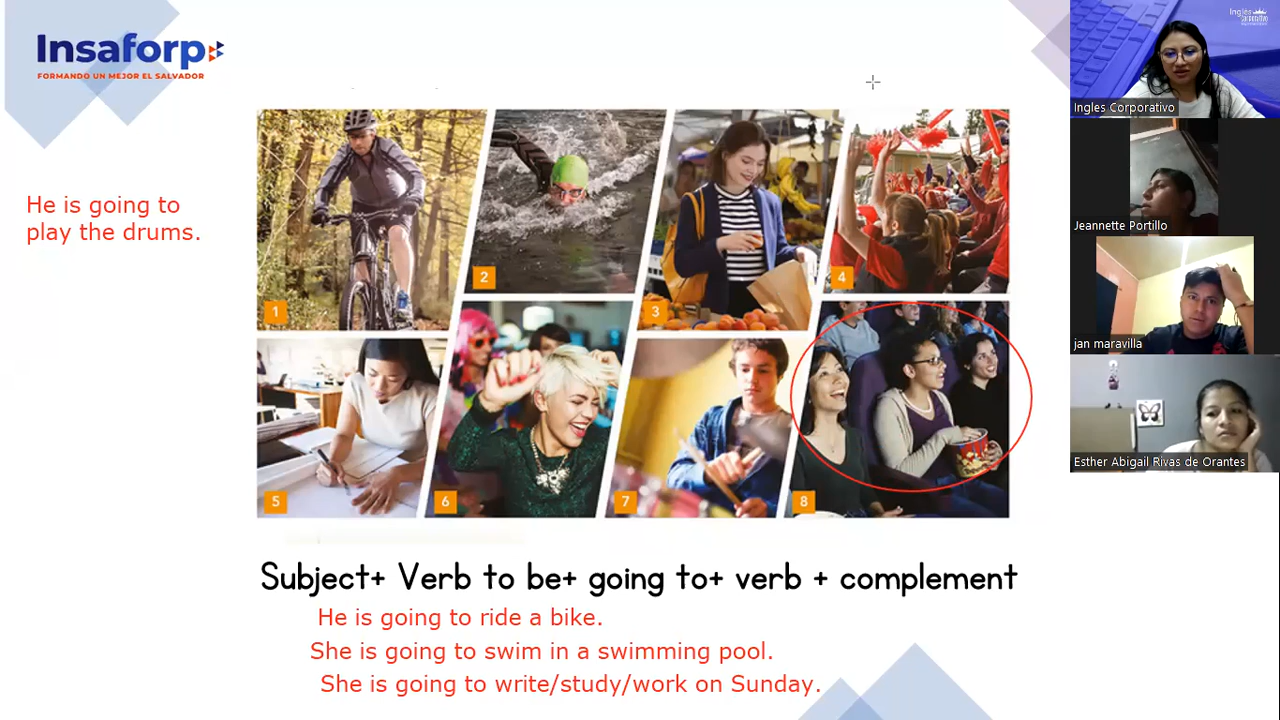 Insaforp
FORMANDO UN MEJOR EL SALVADOR
He is going to
play the drums.
1
2
3
4
5
6
7
8
Subject+ Verb to be+ going to+ verb + complement
He is going to ride a bike.
She is going to swim in a swimming pool.
She is going to write/study/work on Sunday.
Ingles Corporativo
Jeannette Portillo
jan maravilla
Esther Abigail Rivas de Orantes